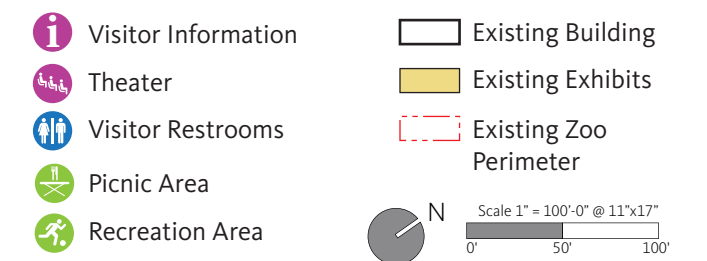 i
Visitor Information
Theater
Visitor Restrooms
Picnic Area
Recreation Area
Existing Building
Existing Exhibits
Existing Zoo
Perimeter
N
Scale 1" = 100'-0" @ 11"x17"
0' 50' 100'